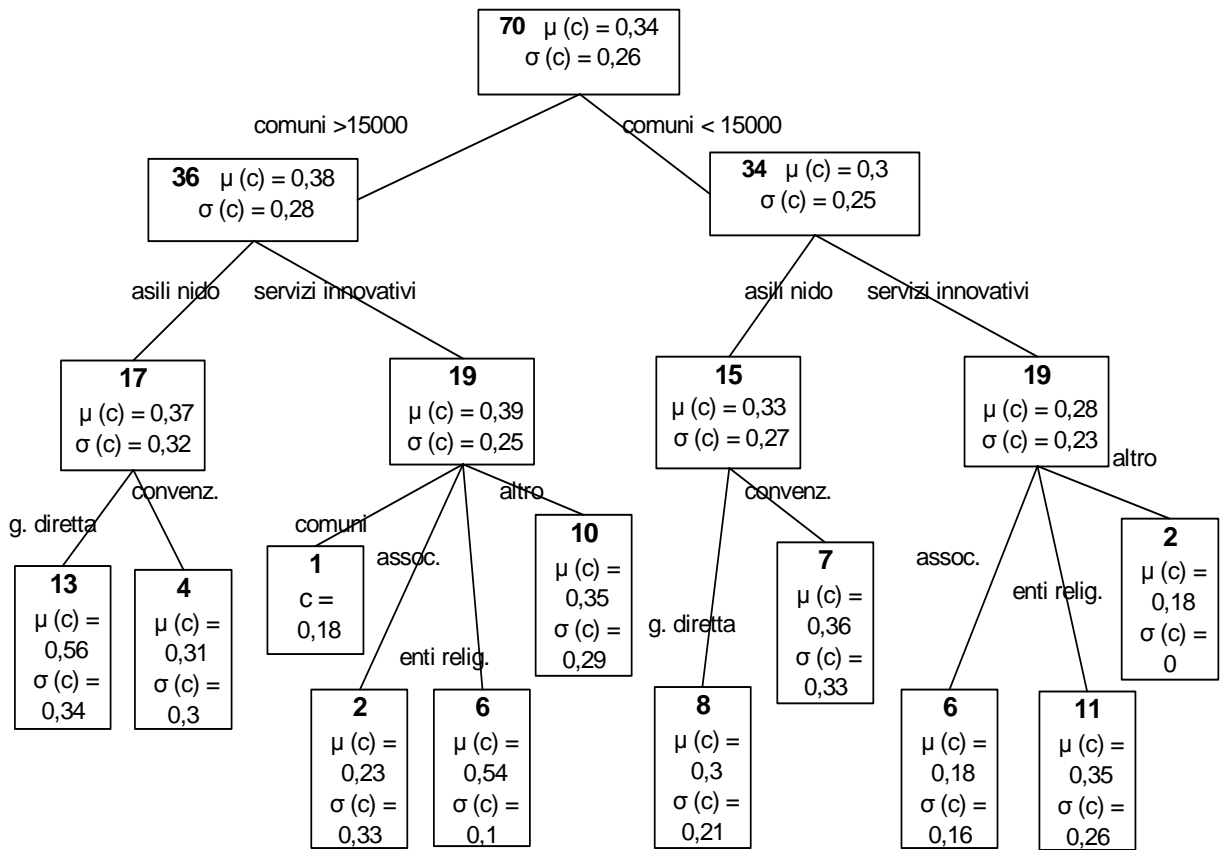 70 μ (c) = 0,34
σ (c) = 0,26
comuni >15000
comuni < 15000
36 μ (c) = 0,38
σ (c) = 0,28
34 μ (c) = 0,3
σ (c) = 0,25
asili nido
servizi innovativi
asili nido
servizi innovativi
17
μ (c) = 0,37
σ (c) = 0,32
19
μ (c) = 0,39
σ (c) = 0,25
15
μ (c) = 0,33
σ (c) = 0,27
19
μ (c) = 0,28
σ (c) = 0,23
g. diretta
convenz.
comuni
assoc.
enti relig.
altro
g. diretta
convenz.
assoc.
enti relig.
altro
13
μ (c) =
0,56
σ (c) =
0,34
4
μ (c) =
0,31
σ (c) =
0,3
1
c =
0,18
2
μ (c) =
0,23
σ (c) =
0,33
6
μ (c) =
0,54
σ (c) =
0,1
10
μ (c) =
0,35
σ (c) =
0,29
8
μ (c) =
0,3
σ (c) =
0,21
7
μ (c) =
0,36
σ (c) =
0,33
6
μ (c) =
0,18
σ (c) =
0,16
11
μ (c) =
0,35
σ (c) =
0,26
2
μ (c) =
0,18
σ (c) =
0